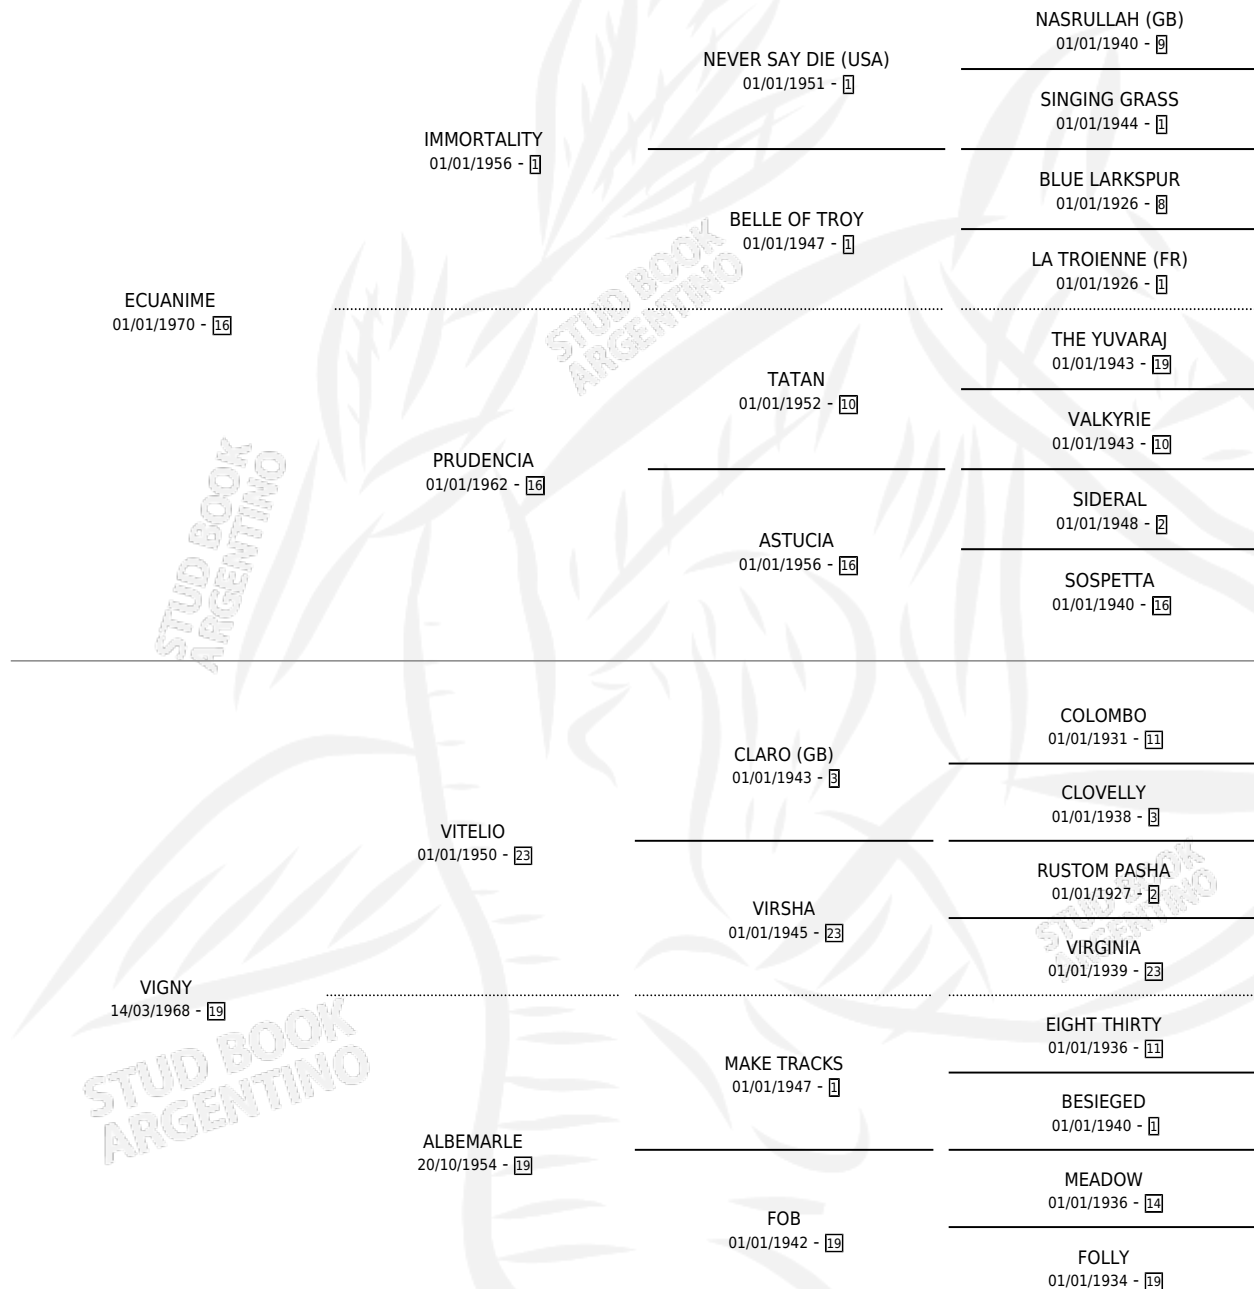 NASRULLAH (GB)
01/01/1940 - 9
NEVER SAY DIE (USA)
01/01/1951 - 1
SINGING GRASS
01/01/1944 - 1
IMMORTALITY
01/01/1956 - 1
BLUE LARKSPUR
01/01/1926 - 8
BELLE OF TROY
01/01/1947 - 1
LA TROIENNE (FR)
01/01/1926 - 1
ECUANIME
01/01/1970 - 16
THE YUVARAJ
01/01/1943 - 19
TATAN
01/01/1952 - 10
VALKYRIE
01/01/1943 - 10
PRUDENCIA
01/01/1962 - 16
SIDERAL
01/01/1948 - 2
ASTUCIA
01/01/1956 - 16
SOSPETTA
01/01/1940 - 16
COLOMBO
01/01/1931 - 11
CLARO (GB)
01/01/1943 - 3
CLOVELLY
01/01/1938 - 3
VITELIO
01/01/1950 - 23
RUSTOM PASHA
01/01/1927 - 2
VIRSHA
01/01/1945 - 23
VIRGINIA
01/01/1939 - 23
VIGNY
14/03/1968 - 19
EIGHT THIRTY
01/01/1936 - 11
MAKE TRACKS
01/01/1947 - 1
BESIEGED
01/01/1940 - 1
ALBEMARLE
20/10/1954 - 19
MEADOW
01/01/1936 - 14
FOB
01/01/1942 - 19
FOLLY
01/01/1934 - 19
STUD BOOK
ARGENTINO
STUD BOOK
ARGENTINO
STUD BOOK
ARGENTINO
STUD BOOK
ARGENTINO